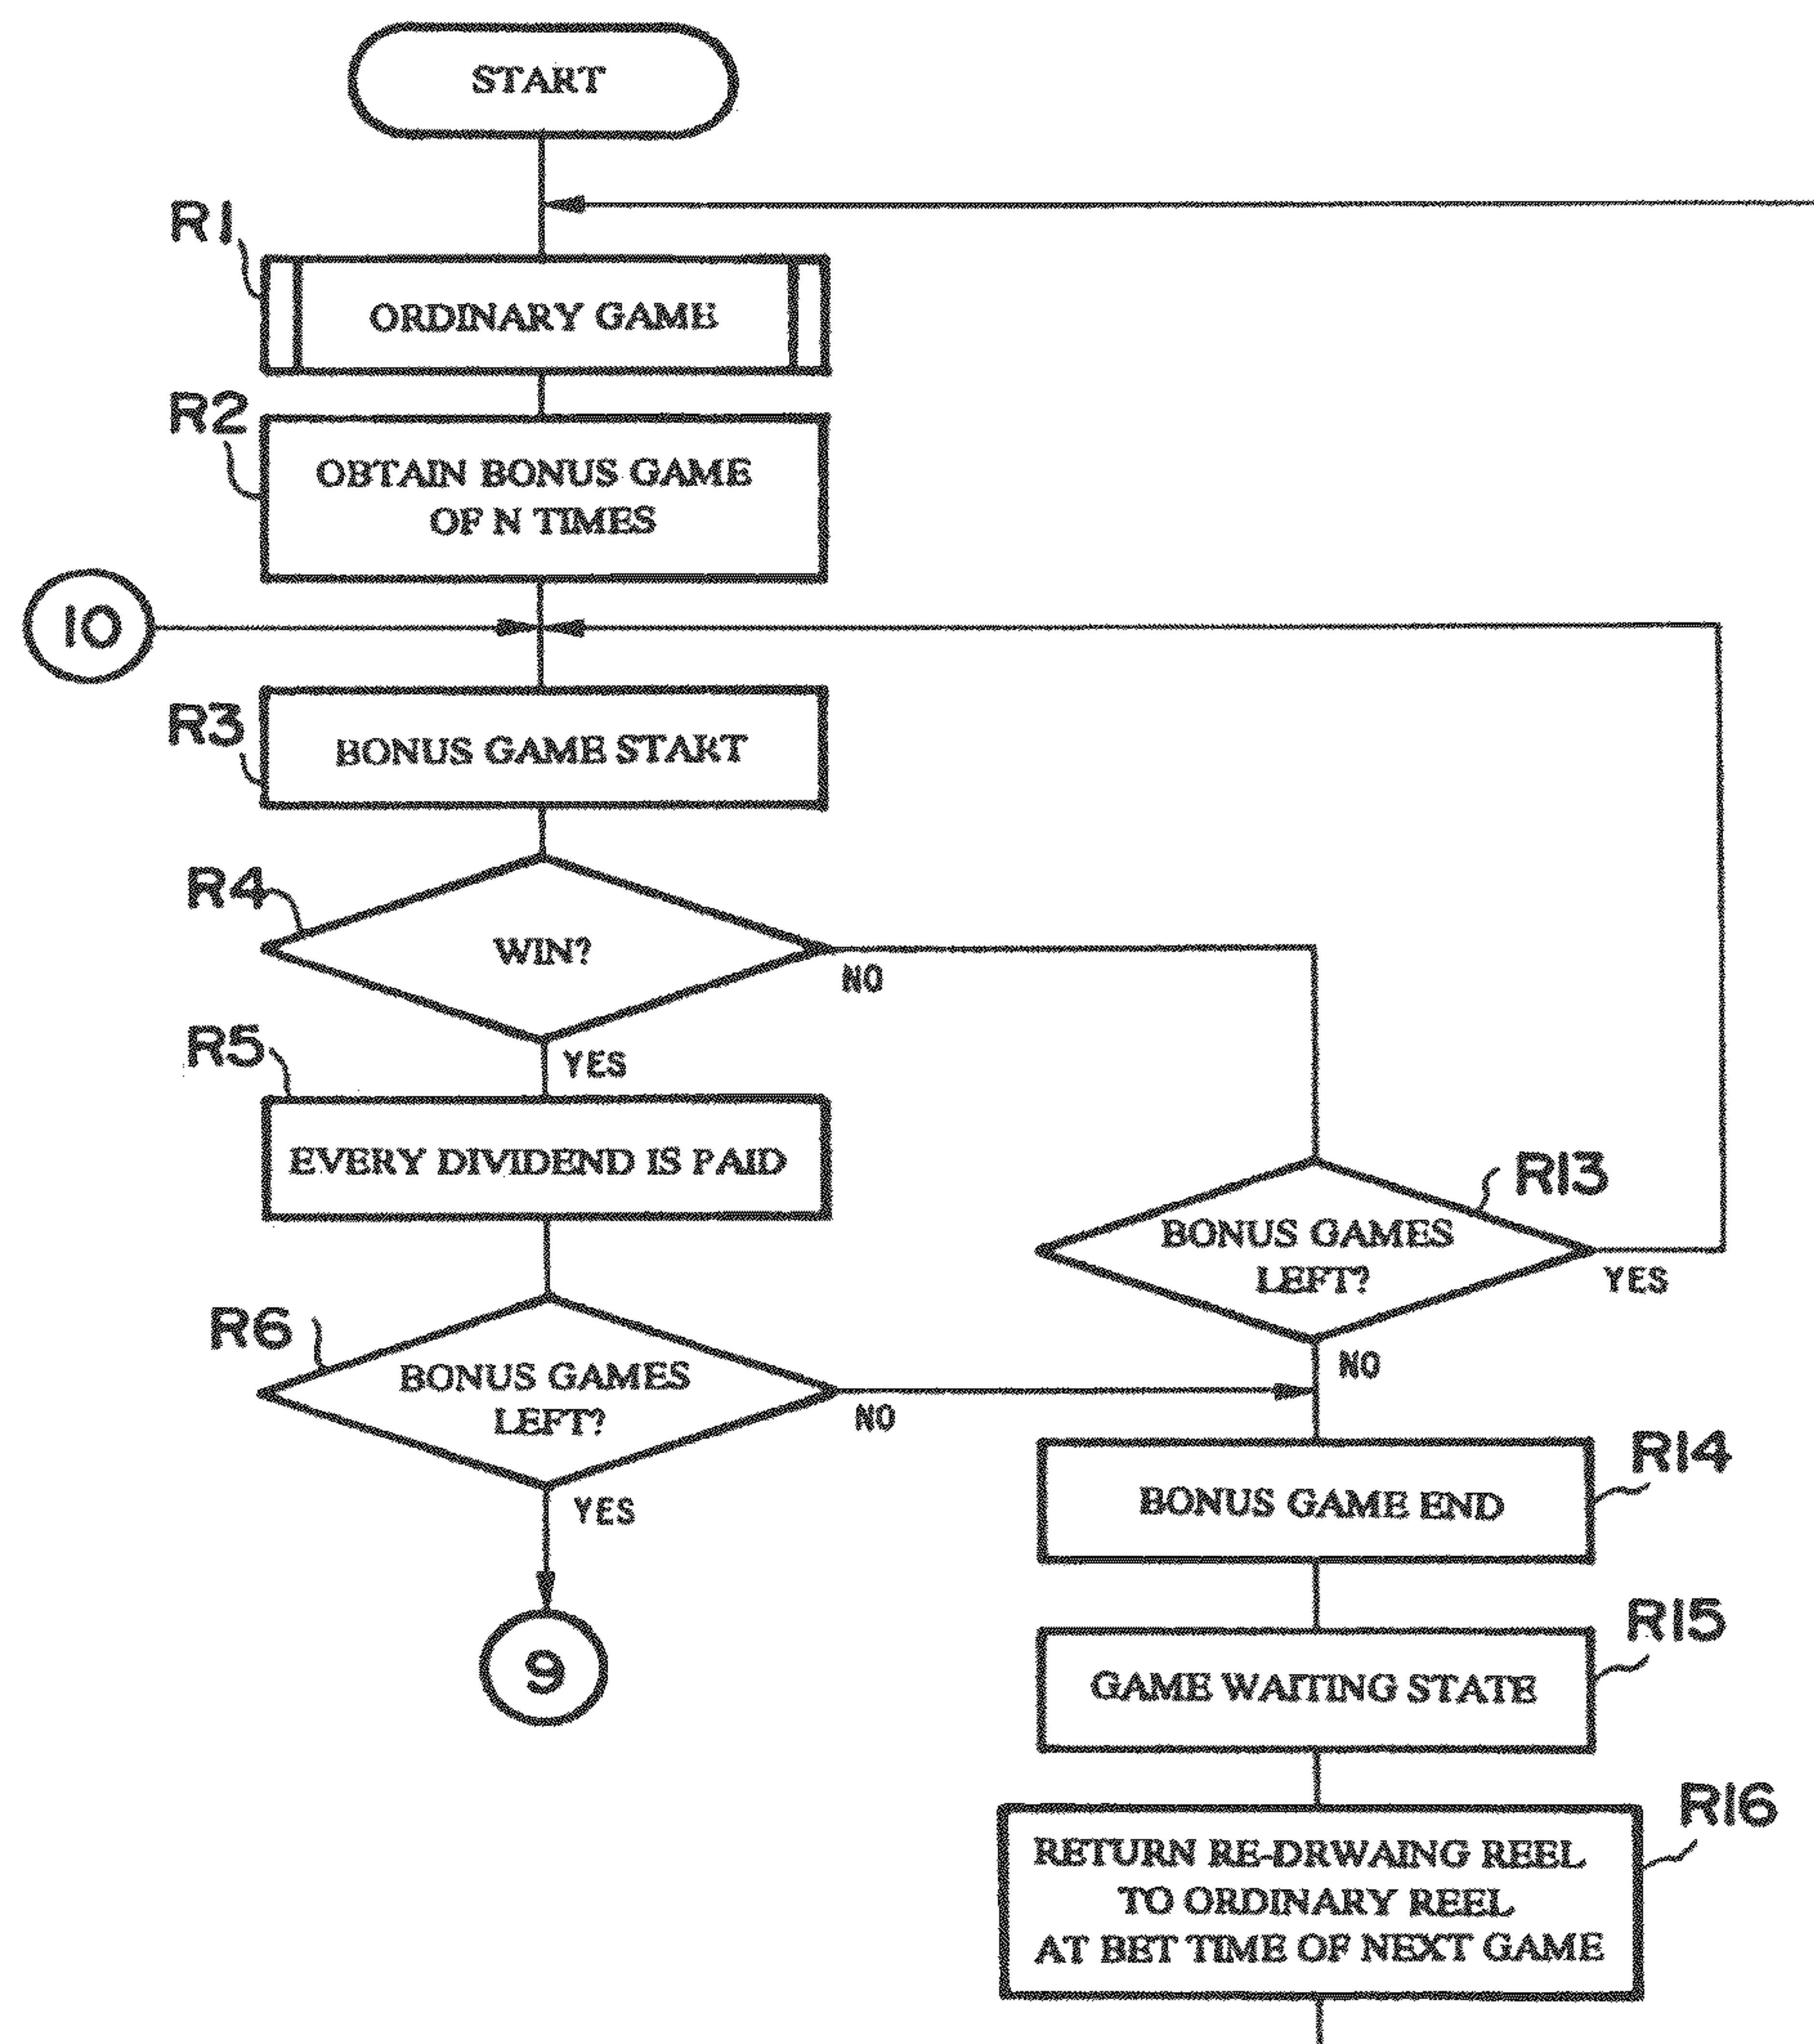 START
R1
ORDINARY GAME
R2
OBTAIN BONUS GAME
OF N TIMES
10
R3
BONUS GAME START
R4
WIN?
NO
R5
YES
EVERY DIVIDEND IS PAID
R13
BONUS GAMES
LEFT?
YES
NO
R6
BONUS GAMES
LEFT?
NO
YES
R14
BONUS GAME END
9
R15
GAME WAITING STATE
R16
RETURN RE-DRWAING REEL
TO ORDINARY REEL
AT BET TIME OF NEXT GAME